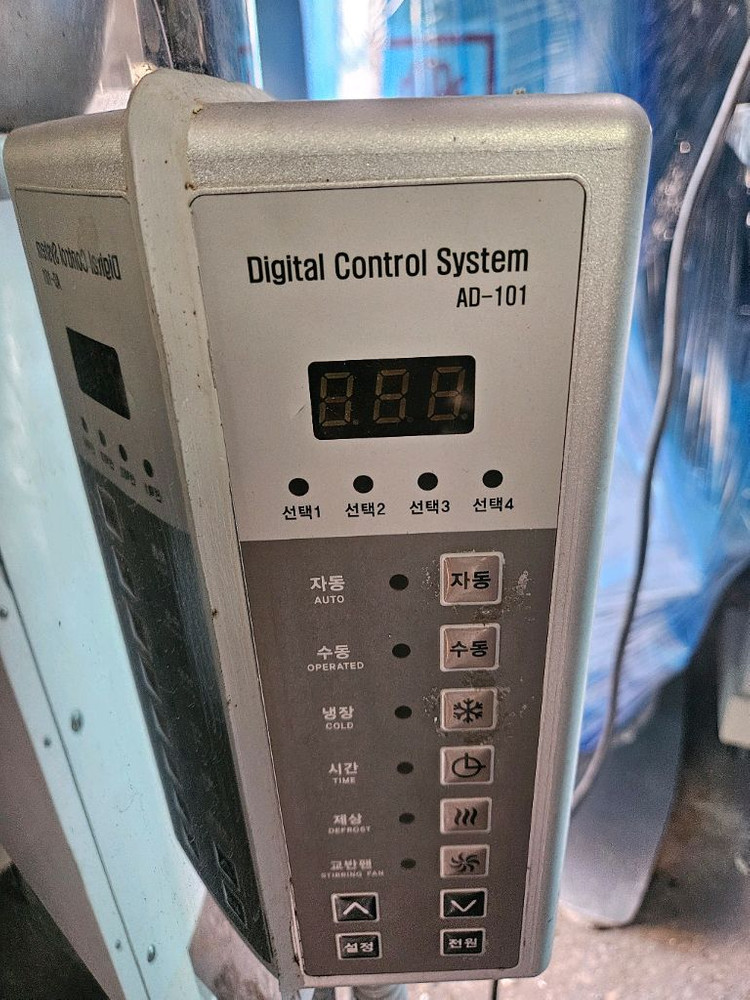 Digital Control System
AD-101
선택1 선택2 선택3 선택4
자동 자동
AUTO
수동 수동
OPERATED
냉장
COLD
시간
TIME
제상
DEFROST
교반팬
STIRRING FAN
설정 전원